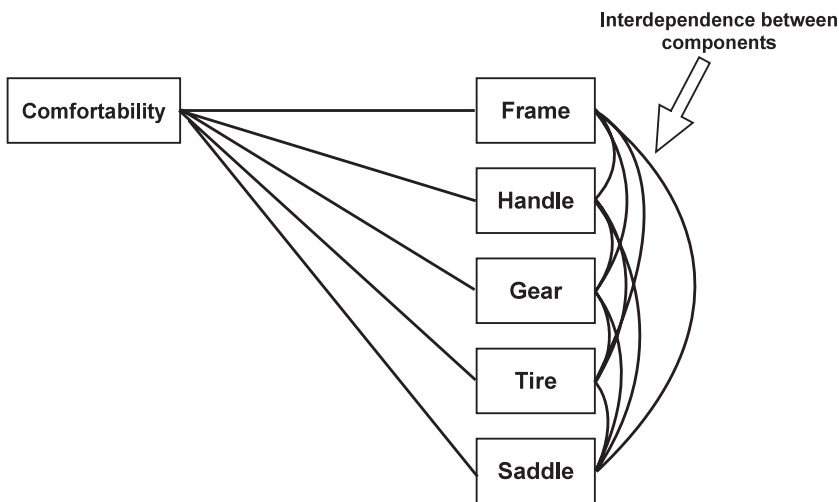 Interdependence between
components
Comfortability
Frame
Handle
Gear
Tire
Saddle